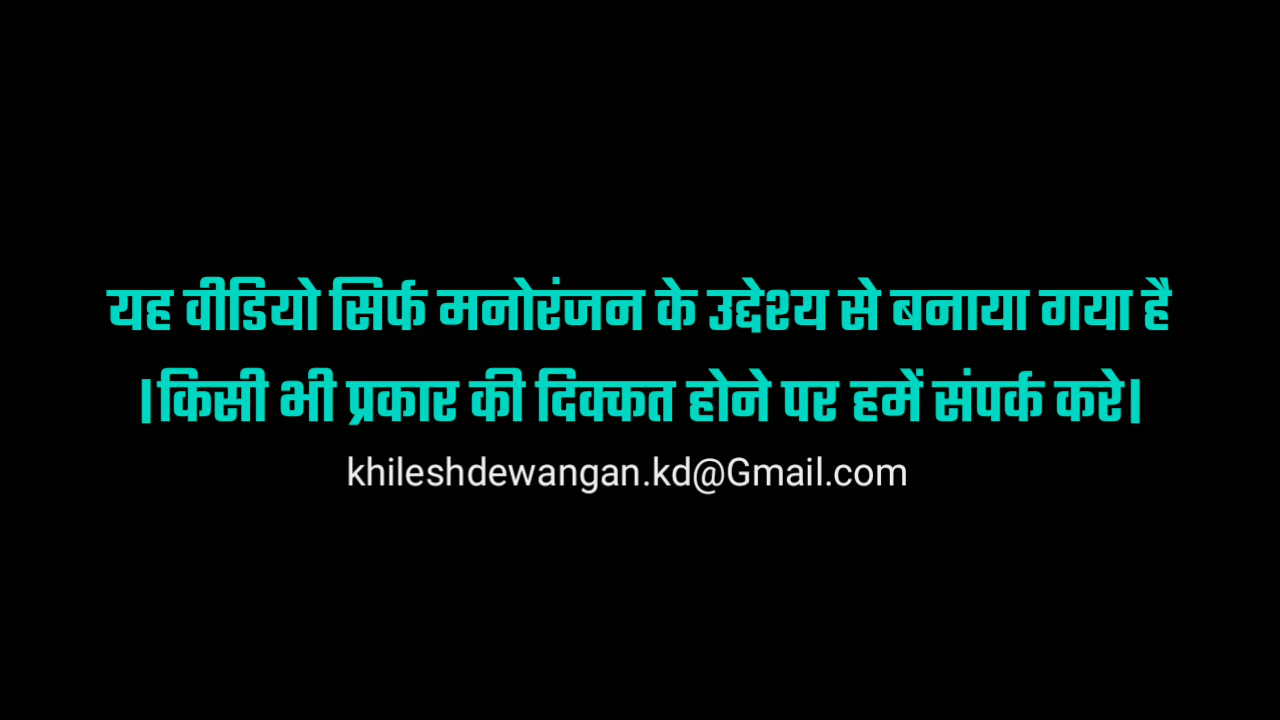 यह वीडियो सिर्फ मनोरंजन के उद्देश्य से बनाया गया है
।किसी भी प्रकार की दिक्कत होने पर हमें संपर्क करे।
khileshdewangan.kd@Gmail.com